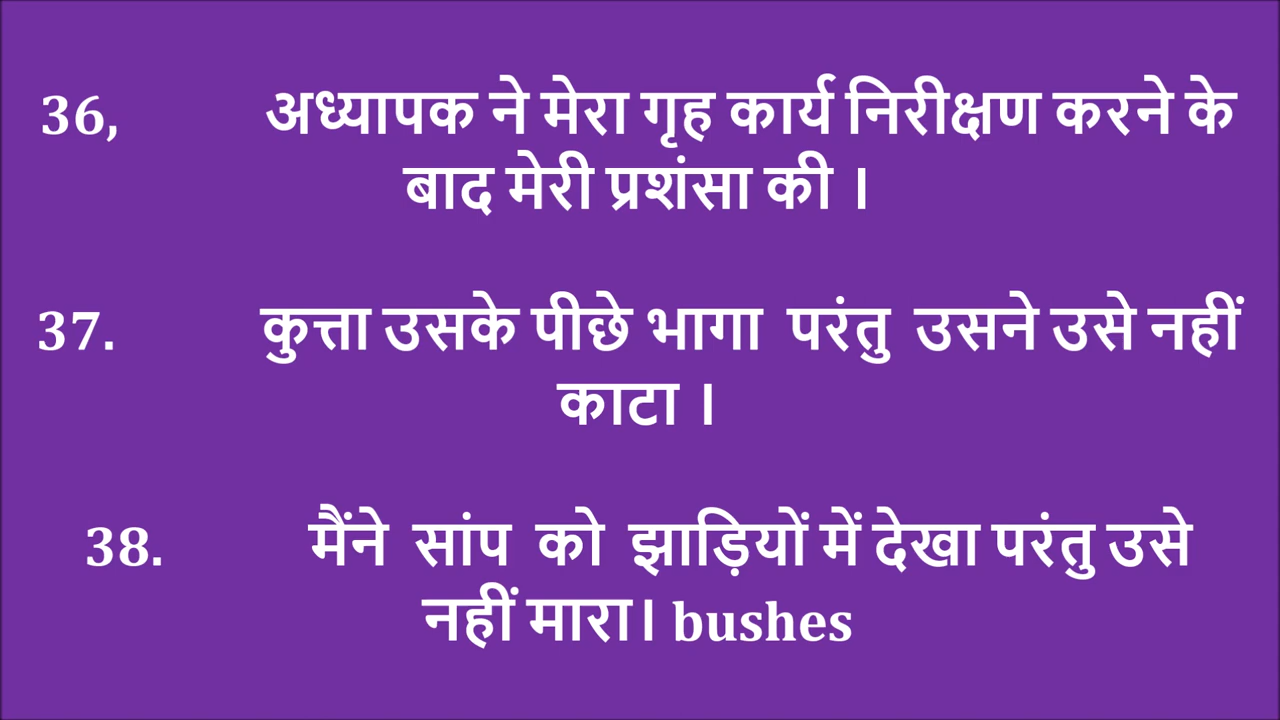 36, अध्यापक ने मेरा गृह कार्य निरीक्षण करने के
बाद मेरी प्रशंसा की ।
37. कुत्ता उसके पीछे भागा परंतु उसने उसे नहीं
काटा ।
38. मैंने सांप को झाड़ियों में देखा परंतु उसे
नहीं मारा। bushes